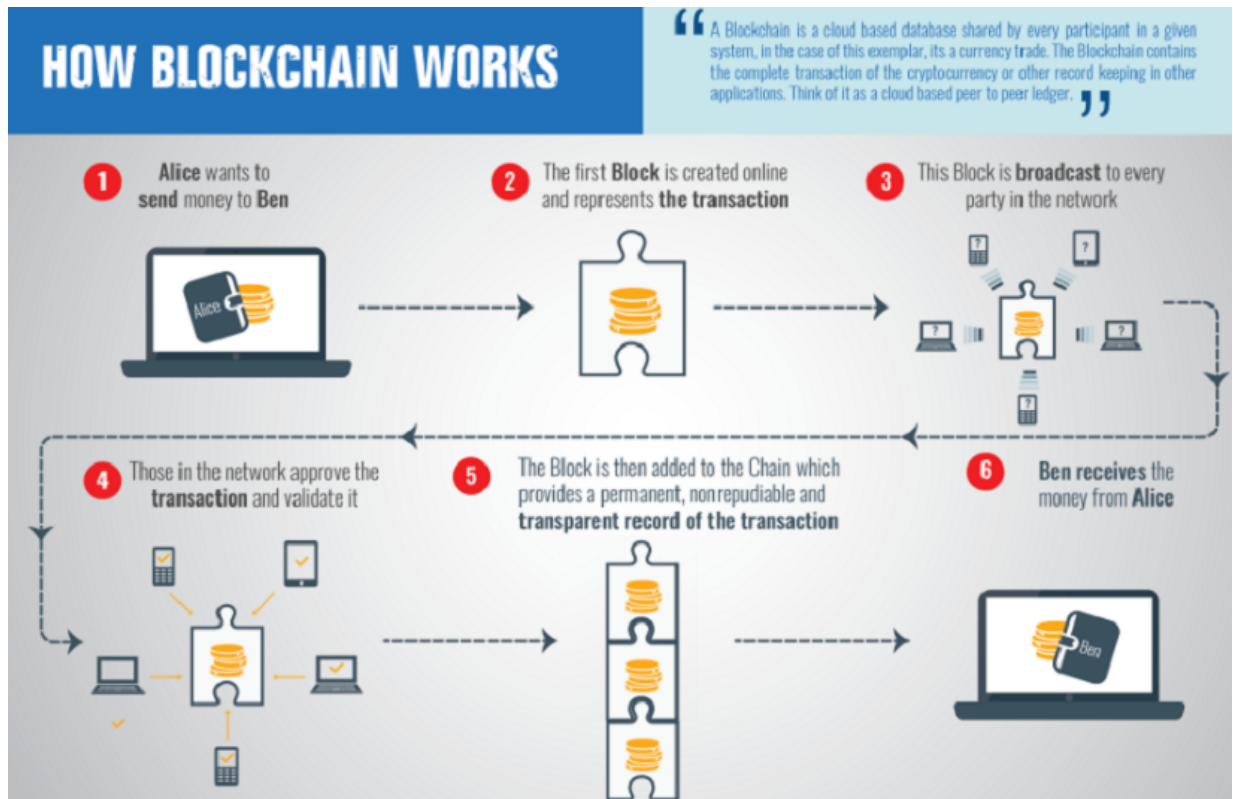 HOW BLOCKCHAIN WORKS
“ A Blockchain is a cloud based database shared by every participant in a given
system, in the case of this exemplar, its a currency trade. The Blockchain contains
the complete transaction of the cryptocurrency or other record keeping in other
applications. Think of it as a cloud based peer to peer ledger. ”
1
Alice wants to
send money to Ben
Alice
2
The first Block is created online
and represents the transaction
3
This Block is broadcast to every
party in the network
?
?
?
?
?
4
Those in the network approve the
transaction and validate it
5
The Block is then added to the Chain which
provides a permanent, nonrepudiable and
transparent record of the transaction
6
Ben receives the
money from Alice
Ben